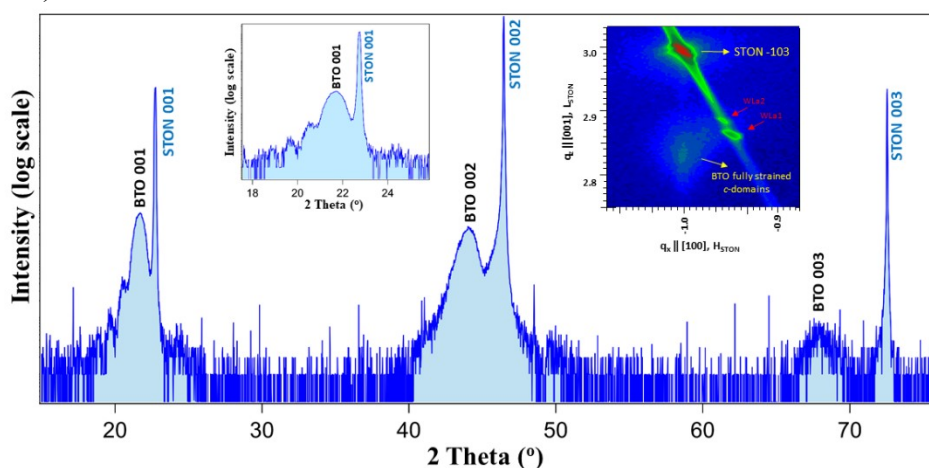 STON 002
STON 001
BTO 001
STON 001
Intensity (log scale)
18 20 22 24
2 Theta (º)
3.0
2.9
2.8
qz || [001], LSTON
STON -103
WLa2
WLa1
BTO fully strained
c-domains
-1.0 -0.9
qx || [100], HSTON
STON 003
BTO 001
BTO 002
BTO 003
Intensity (log scale)
20 30 40 50 60 70
2 Theta (º)